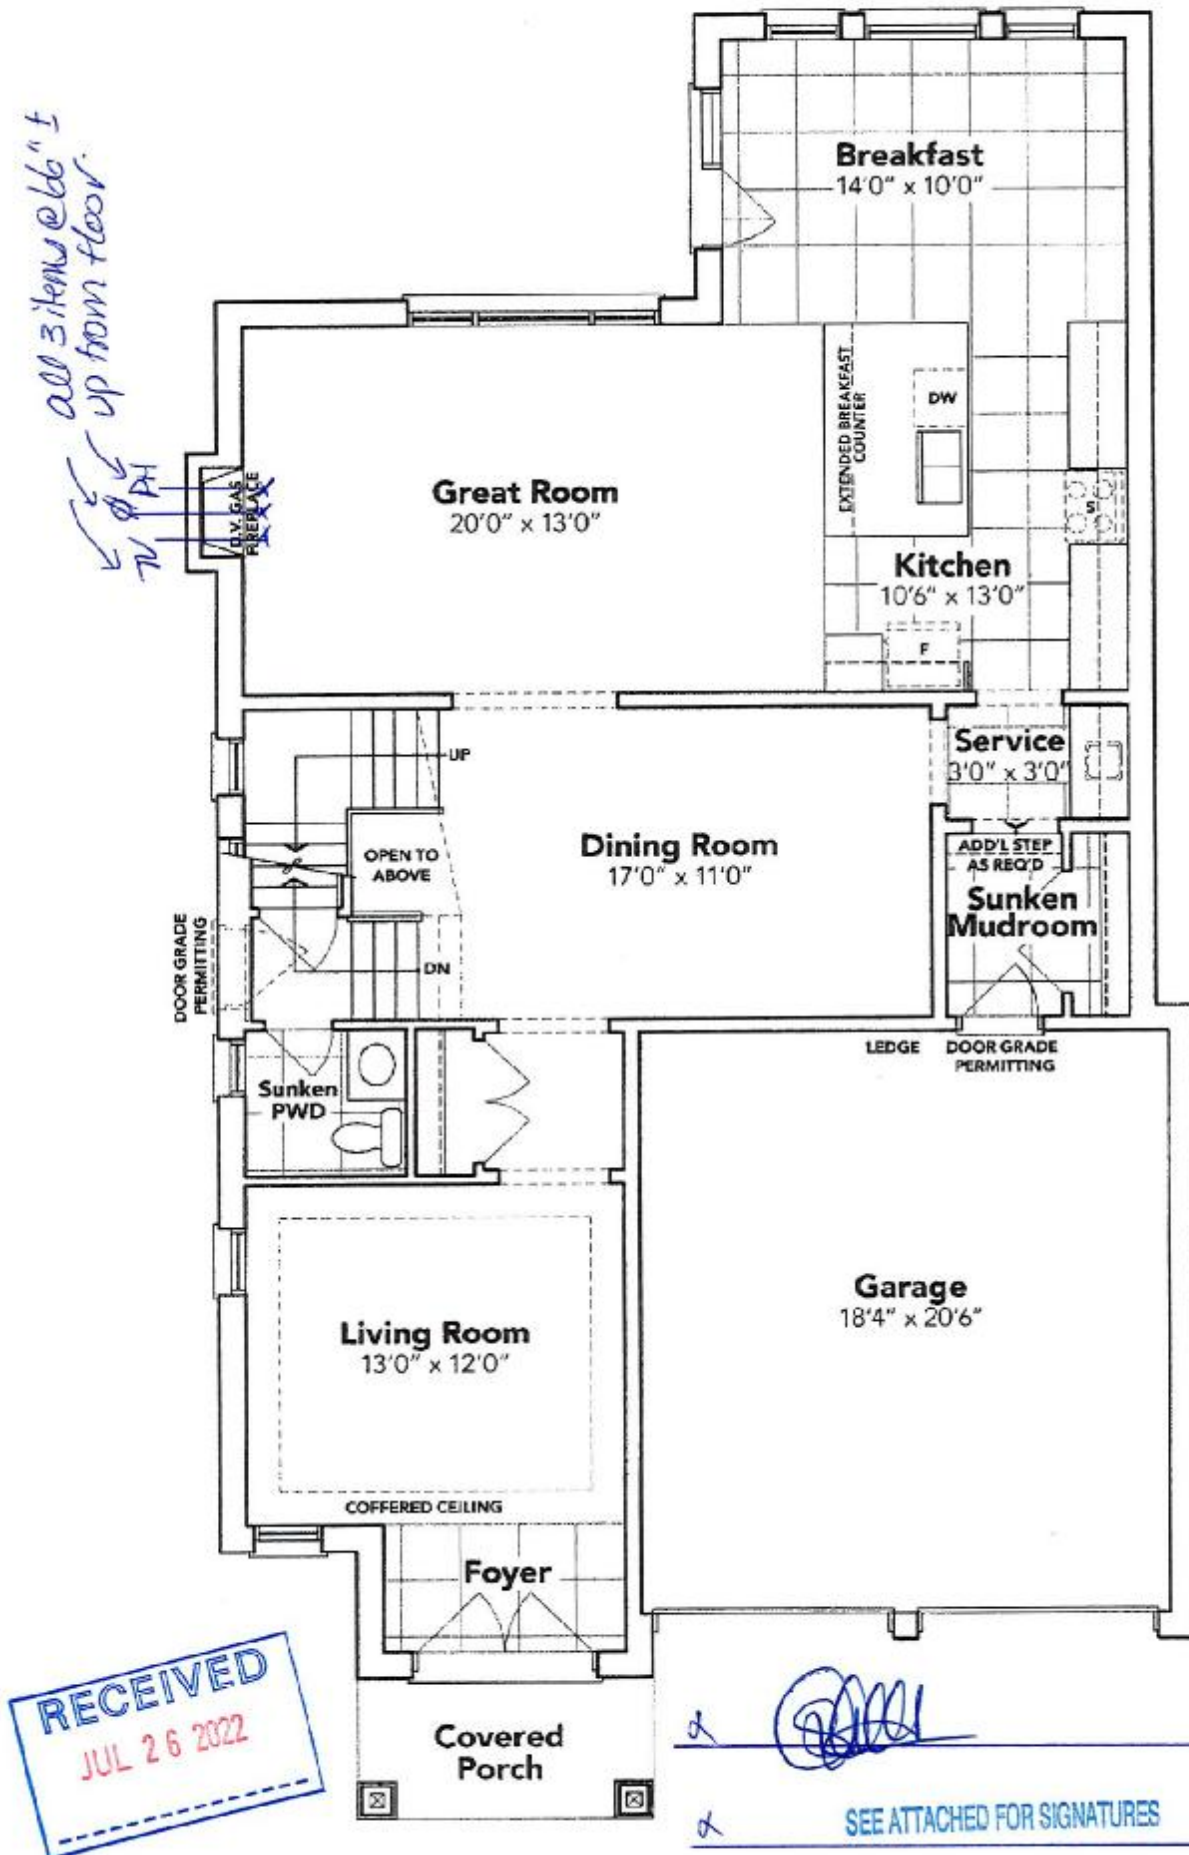 all 3 items @ 66" ±
up from floor.
Breakfast
14'0" x 10'0"
EXTENDED BREAKFAST
COUNTER
DW
D.V. GAS
FIREPLACE
PH
TV
Great Room
20'0" x 13'0"
S
Kitchen
10'6" x 13'0"
F
UP
Service
3'0" x 3'0"
OPEN TO
ABOVE
Dining Room
17'0" x 11'0"
ADD'L STEP
AS REQ'D
Sunken
Mudroom
DOOR GRADE
PERMITTING
DN
LEDGE
DOOR GRADE
PERMITTING
Sunken
PWD
Garage
18'4" x 20'6"
Living Room
13'0" x 12'0"
COFFERED CEILING
Foyer
RECEIVED
JUL 26 2022
Covered
Porch
x
x
SEE ATTACHED FOR SIGNATURES